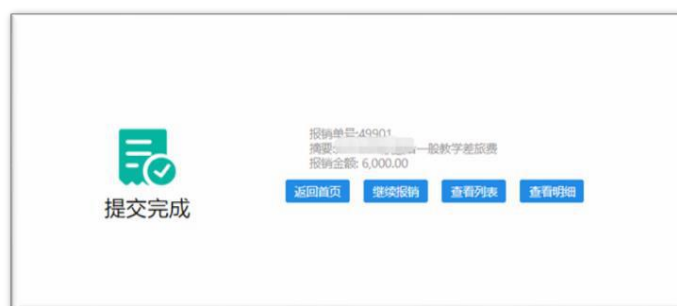 提交完成
报销单号:49901
摘要: 一般教学差旅费
报销金额: 6,000.00
返回首页 继续报销 查看列表 查看明细